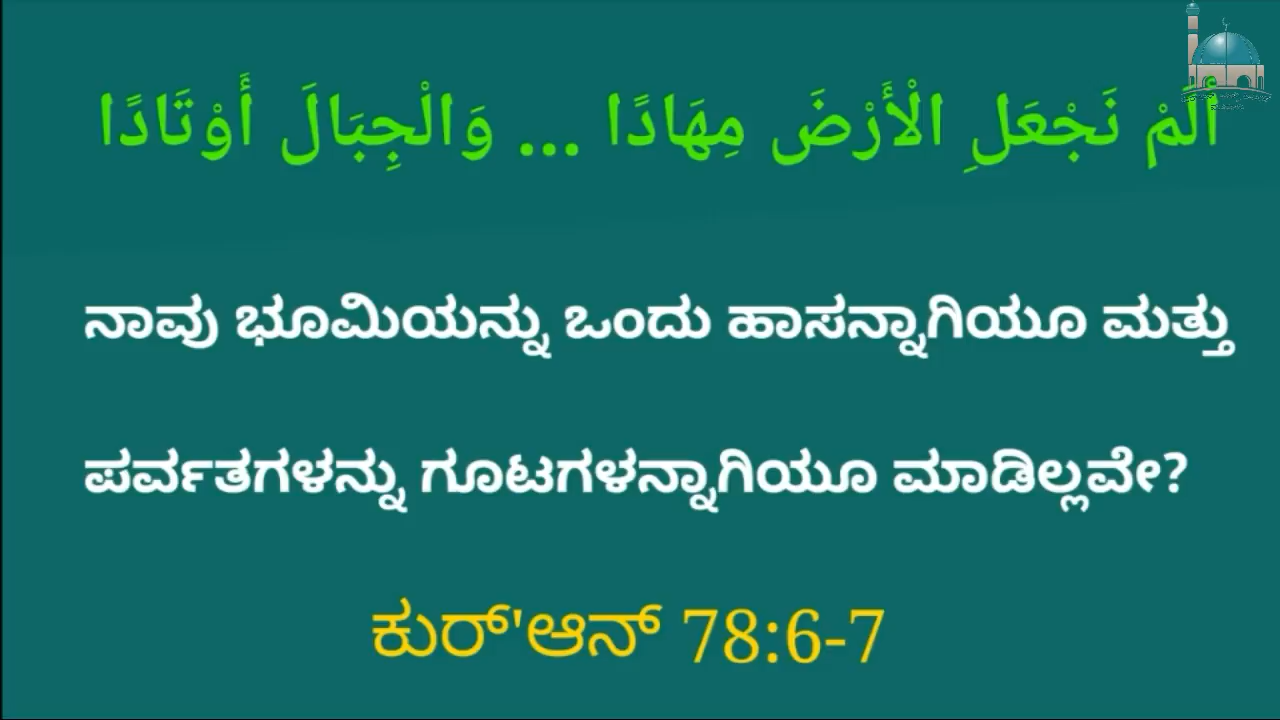 أَلَمْ نَجْعَلِ الْأَرْضَ مِهَادًا ... وَالْجِبَالَ أَوْتَادًا
ನಾವು ಭೂಮಿಯನ್ನು ಒಂದು ಹಾಸನ್ನಾಗಿಯೂ ಮತ್ತು
ಪರ್ವತಗಳನ್ನು ಗೂಟಗಳನ್ನಾಗಿಯೂ ಮಾಡಿಲ್ಲವೇ?
ಕುರ್'ಆನ್ 78:6-7